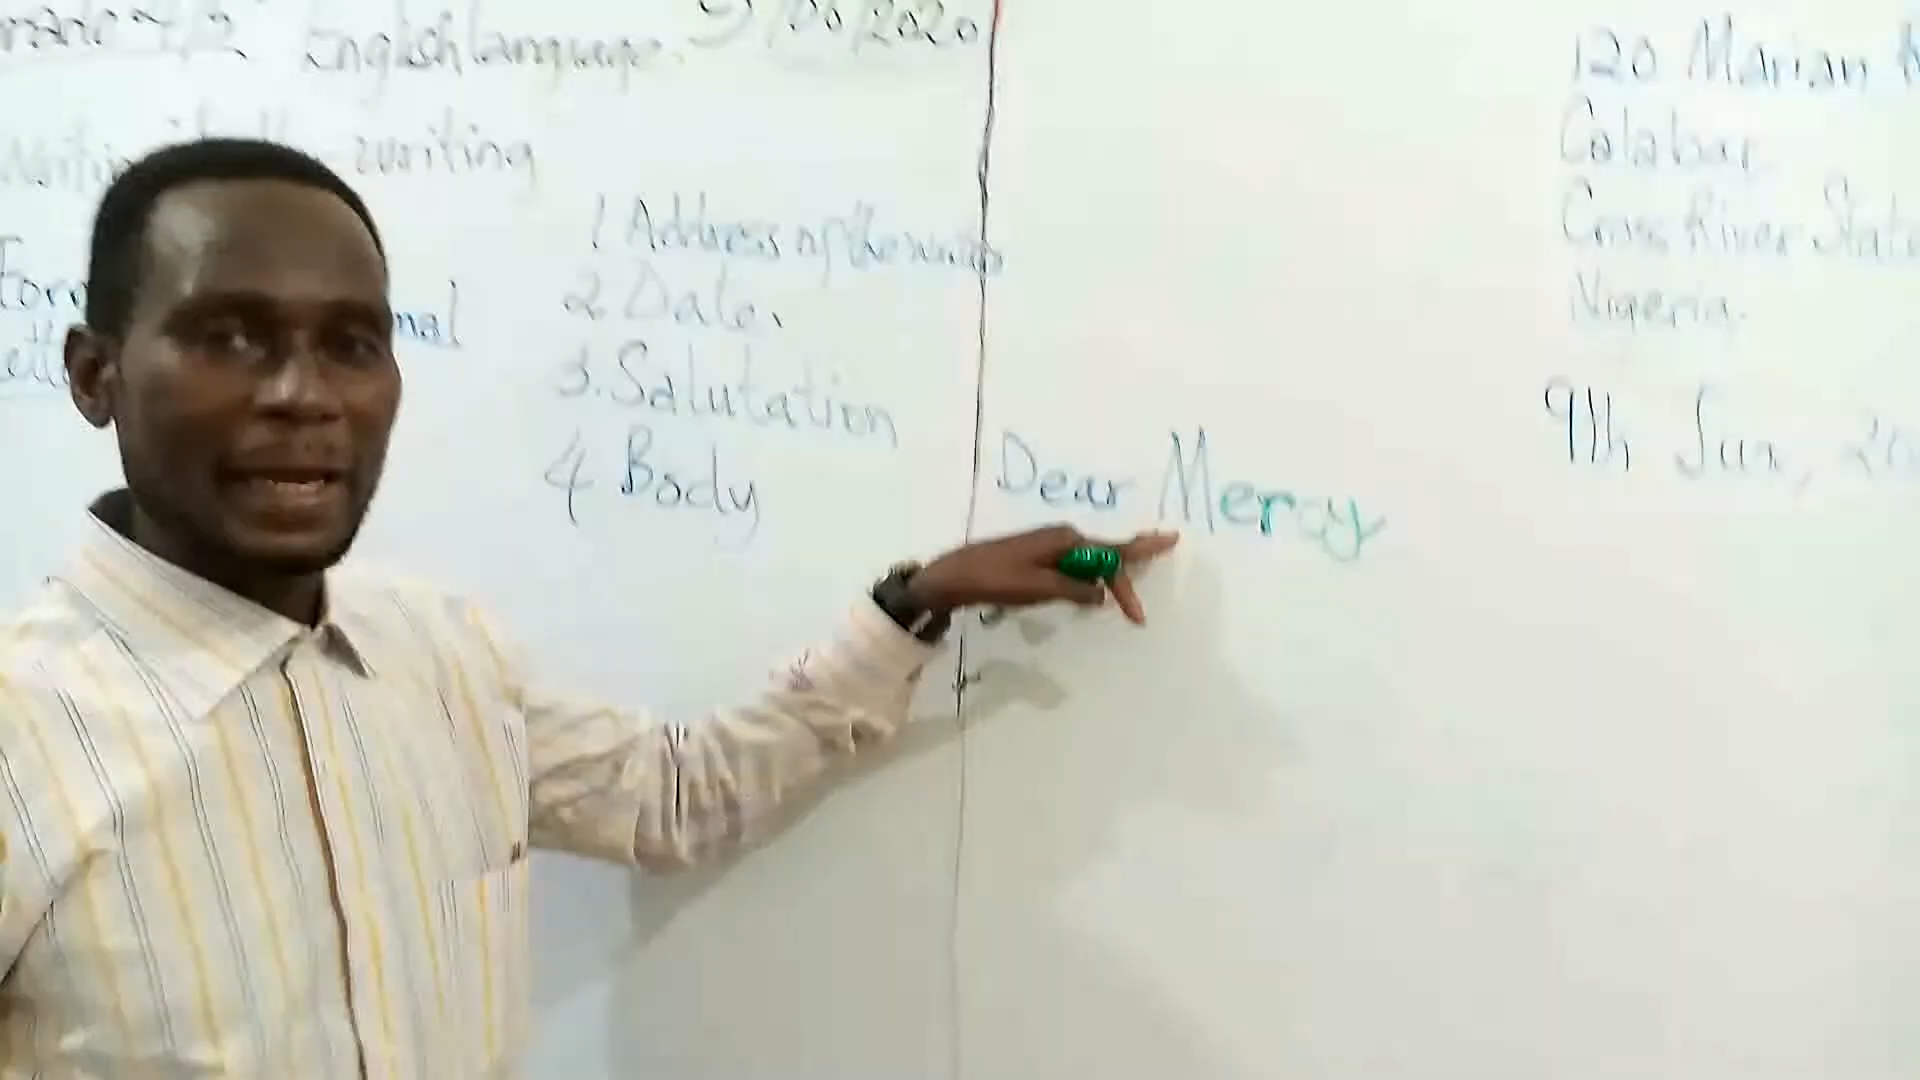 English language.
writing
1 Address of the writer
2 Date.
3. Salutation
4 Body
120 Marian
Calabar
Cross River State
Nigeria.
9th Jun, 20
Dear Mercy